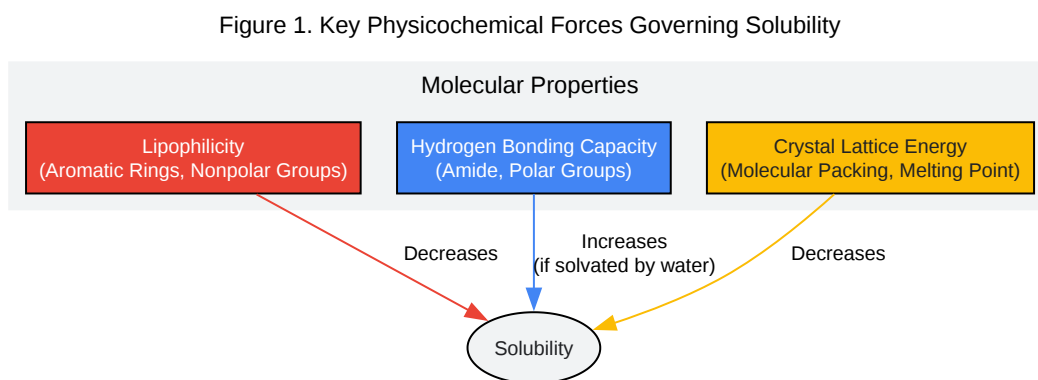 Figure 1. Key Physicochemical Forces Governing Solubility
Molecular Properties
Lipophilicity
(Aromatic Rings, Nonpolar Groups)
Hydrogen Bonding Capacity
(Amide, Polar Groups)
Crystal Lattice Energy
(Molecular Packing, Melting Point)
Decreases
Increases
(if solvated by water)
Decreases
Solubility